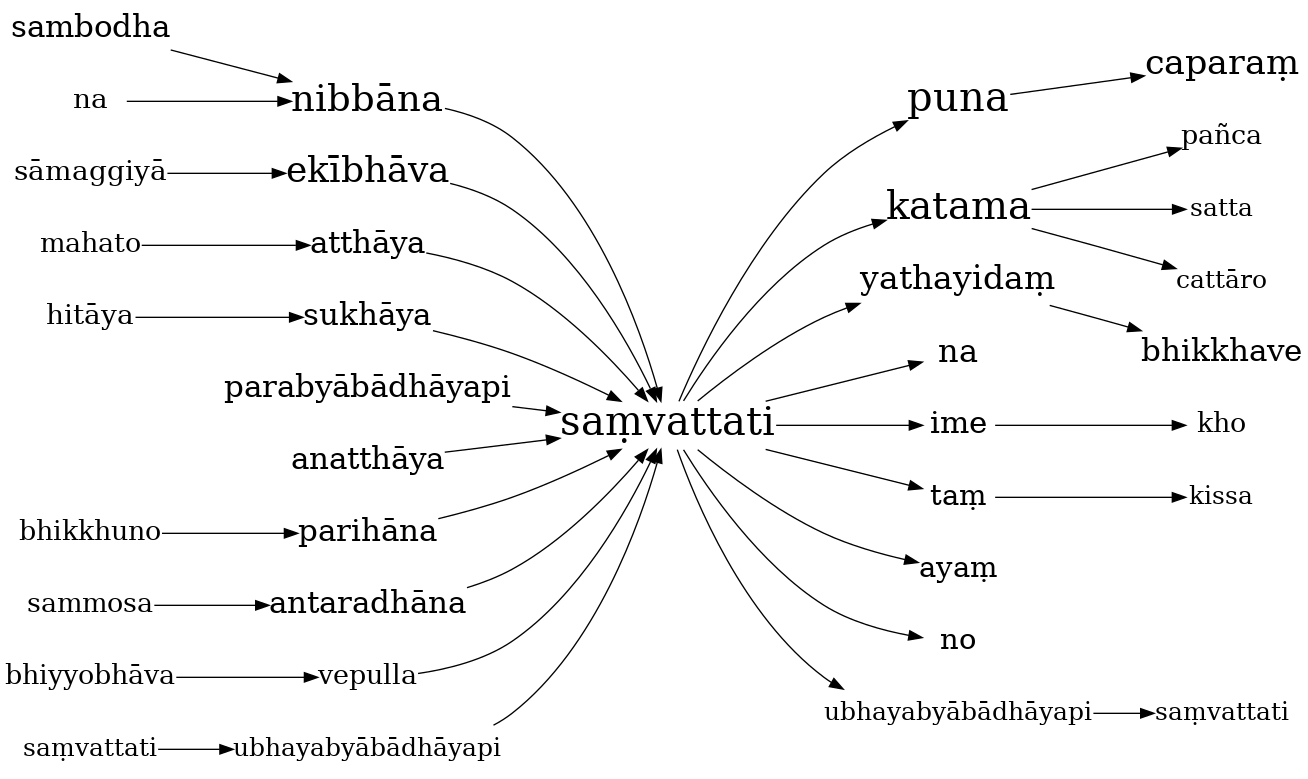 sambodha
na
nibbāna
sāmaggiyā
ekībhāva
mahato
atthāya
hitāya
sukhāya
parabyābādhāyapi
anatthāya
bhikkhuno
parihāna
sammosa
antaradhāna
bhiyyobhāva
vepulla
saṃvattati
ubhayabyābādhāyapi
saṃvattati
puna
caparaṃ
katama
pañca
satta
cattāro
yathayidaṃ
bhikkhave
na
ime
kho
taṃ
kissa
ayaṃ
no
ubhayabyābādhāyapi
saṃvattati